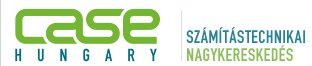 case
HUNGARY
SZÁMÍTÁSTECHNIKAI
NAGYKERESKEDÉS